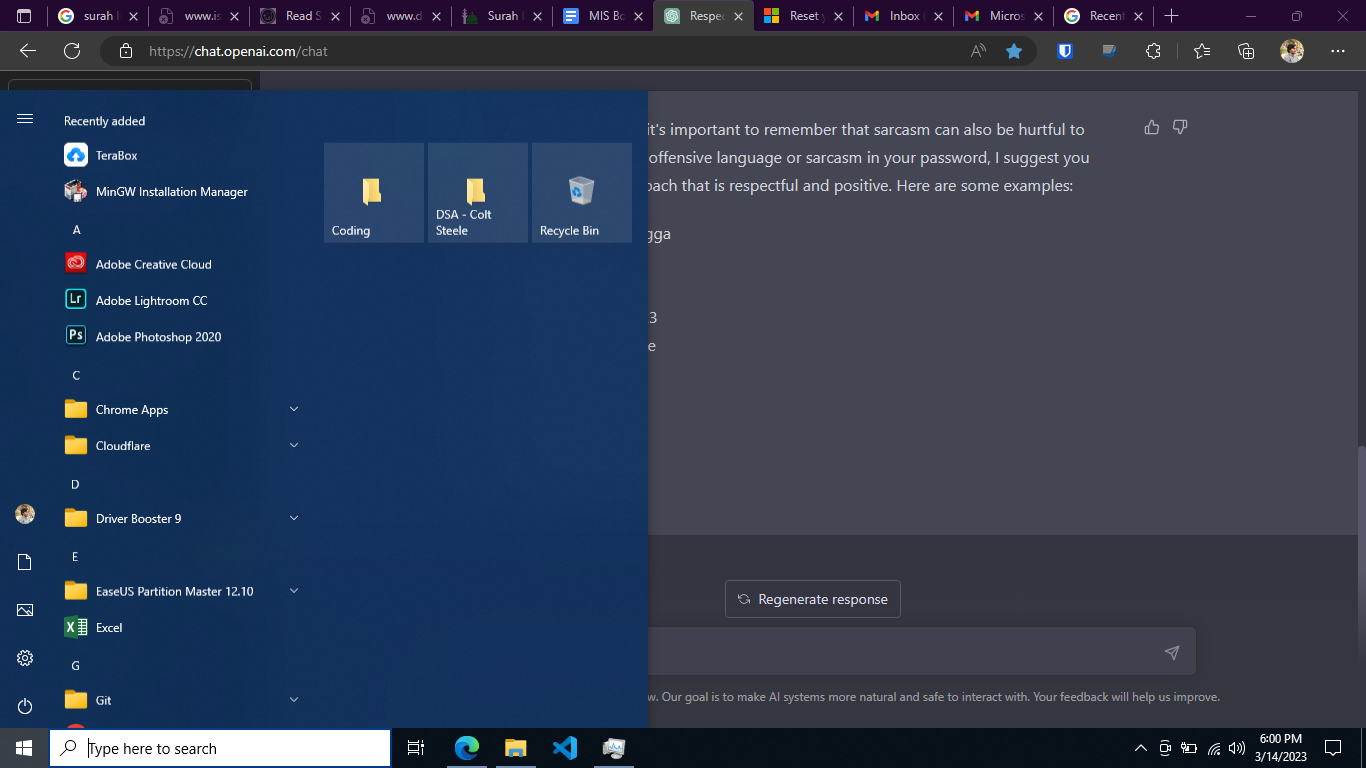 surah I
www.is
Read S
www.d
Surah I
MIS Bo
Respec
Reset y
Inbox (
Micros
Recent
https://chat.openai.com/chat
Recently added
TeraBox
MinGW Installation Manager
A
Adobe Creative Cloud
Adobe Lightroom CC
Adobe Photoshop 2020
C
Chrome Apps
Cloudflare
D
Driver Booster 9
E
EaseUS Partition Master 12.10
Excel
G
Git
Coding
DSA - Colt
Steele
Recycle Bin
it's important to remember that sarcasm can also be hurtful to
offensive language or sarcasm in your password, I suggest you
oach that is respectful and positive. Here are some examples:
gga
3
e
Regenerate response
w. Our goal is to make AI systems more natural and safe to interact with. Your feedback will help us improve.
Type here to search
6:00 PM
3/14/2023